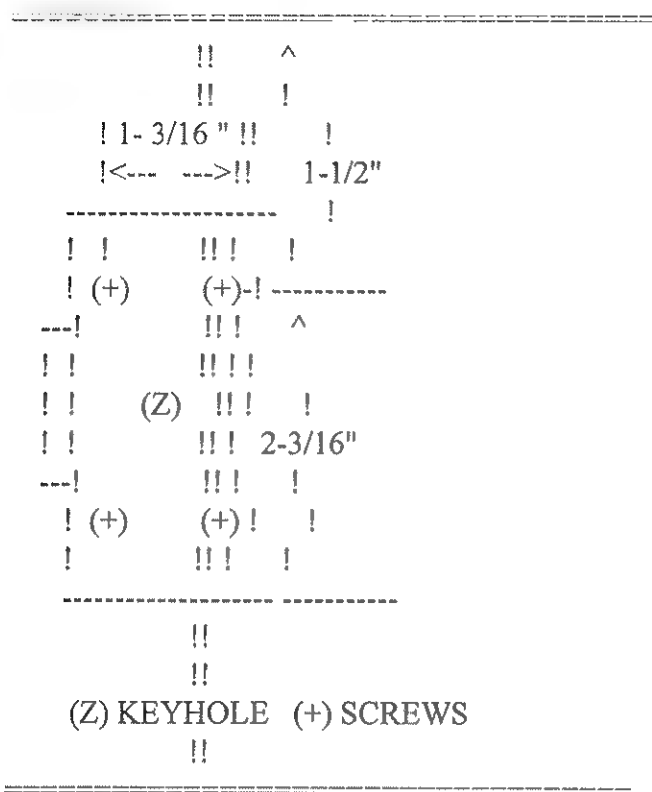 !! ^
!! !
! 1- 3/16 " !! !
!<--- --->!! 1-1/2"
--------------------- !
! ! !! ! !
! (+) (+)-! -----------
---! !! ! ^
! ! !! ! !
! ! (Z) !! ! !
! ! !! ! 2-3/16"
---! !! ! !
! (+) (+) ! !
! !! ! !
--------------------- -----------
!!
!!
(Z) KEYHOLE (+) SCREWS
!!